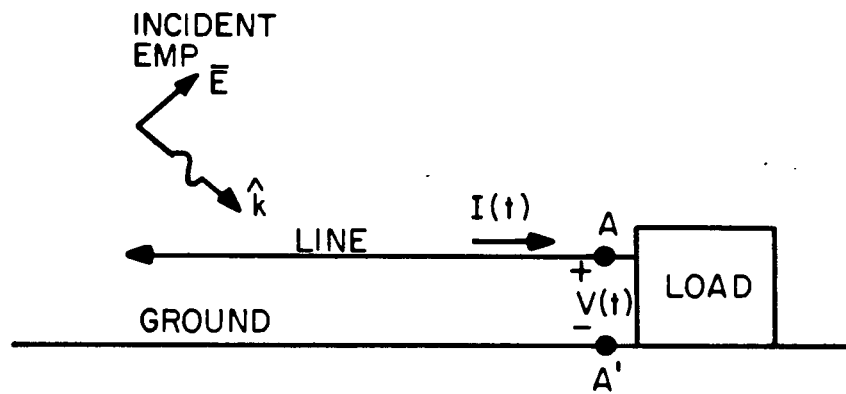 INCIDENT
EMP
Ē
k̂
I(t)
A
LINE
+
V(t)
-
LOAD
GROUND
A'